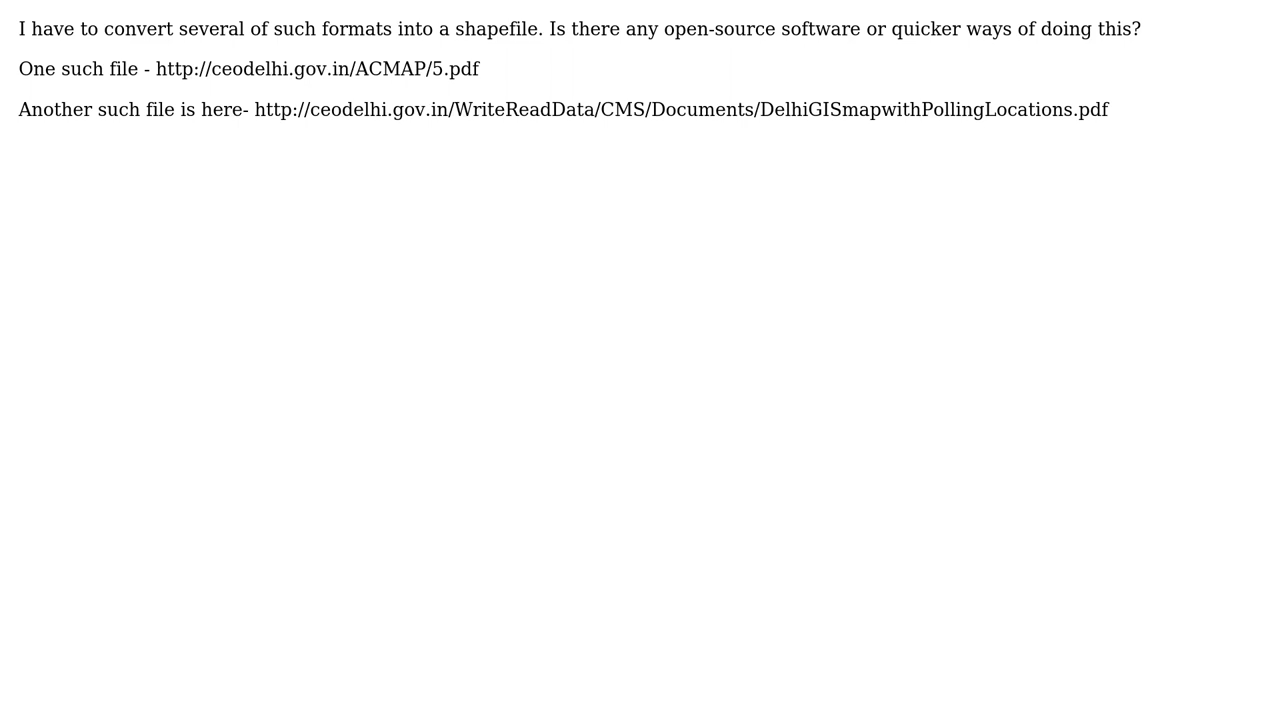 I have to convert several of such formats into a shapefile. Is there any open-source software or quicker ways of doing this?
One such file - http://ceodelhi.gov.in/ACMAP/5.pdf
Another such file is here- http://ceodelhi.gov.in/WriteReadData/CMS/Documents/DelhiGISmapwithPollingLocations.pdf